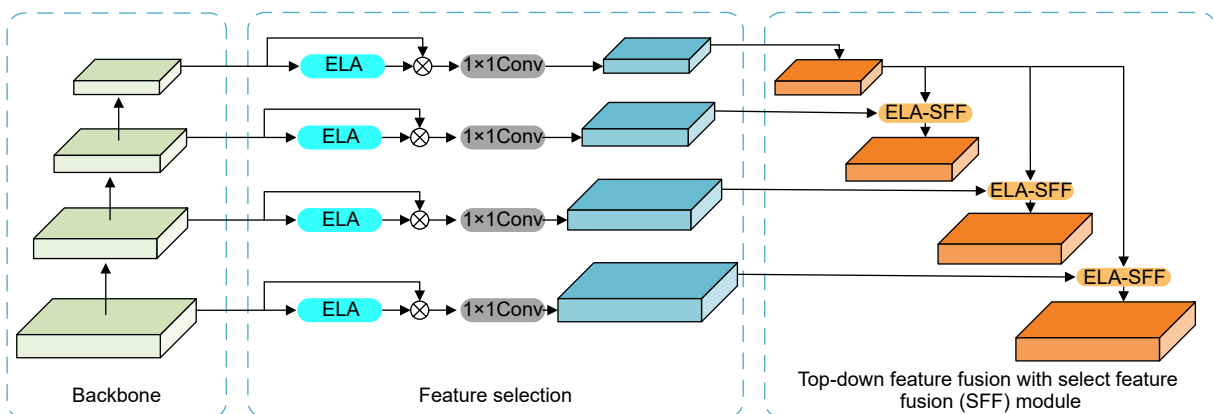 ELA
1×1Conv
ELA
1×1Conv
ELA-SFF
ELA
1×1Conv
ELA-SFF
ELA
1×1Conv
ELA-SFF
Backbone
Feature selection
Top-down feature fusion with select feature
fusion (SFF) module